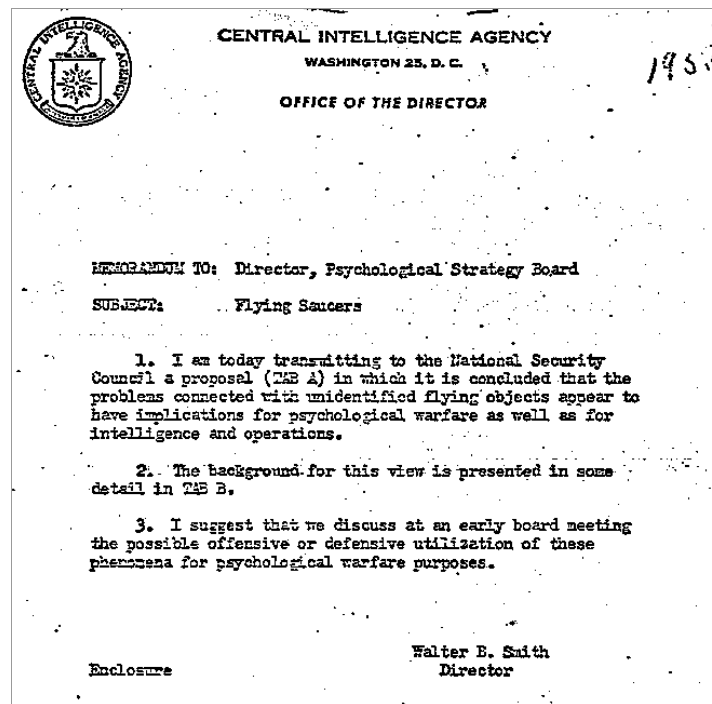 CENTRAL INTELLIGENCE AGENCY
WASHINGTON 25, D. C.
OFFICE OF THE DIRECTOR
CENTRAL INTELLIGENCE AGENCY
MEMORANDUM TO: Director, Psychological Strategy Board
SUBJECT: Flying Saucers
1. I am today transmitting to the National Security
Council a proposal (TAB A) in which it is concluded that the
problems connected with unidentified flying objects appear to
have implications for psychological warfare as well as for
intelligence and operations.
2. The background for this view is presented in some
detail in TAB B.
3. I suggest that we discuss at an early board meeting
the possible offensive or defensive utilization of these
phenomena for psychological warfare purposes.
Walter B. Smith
Enclosure Director